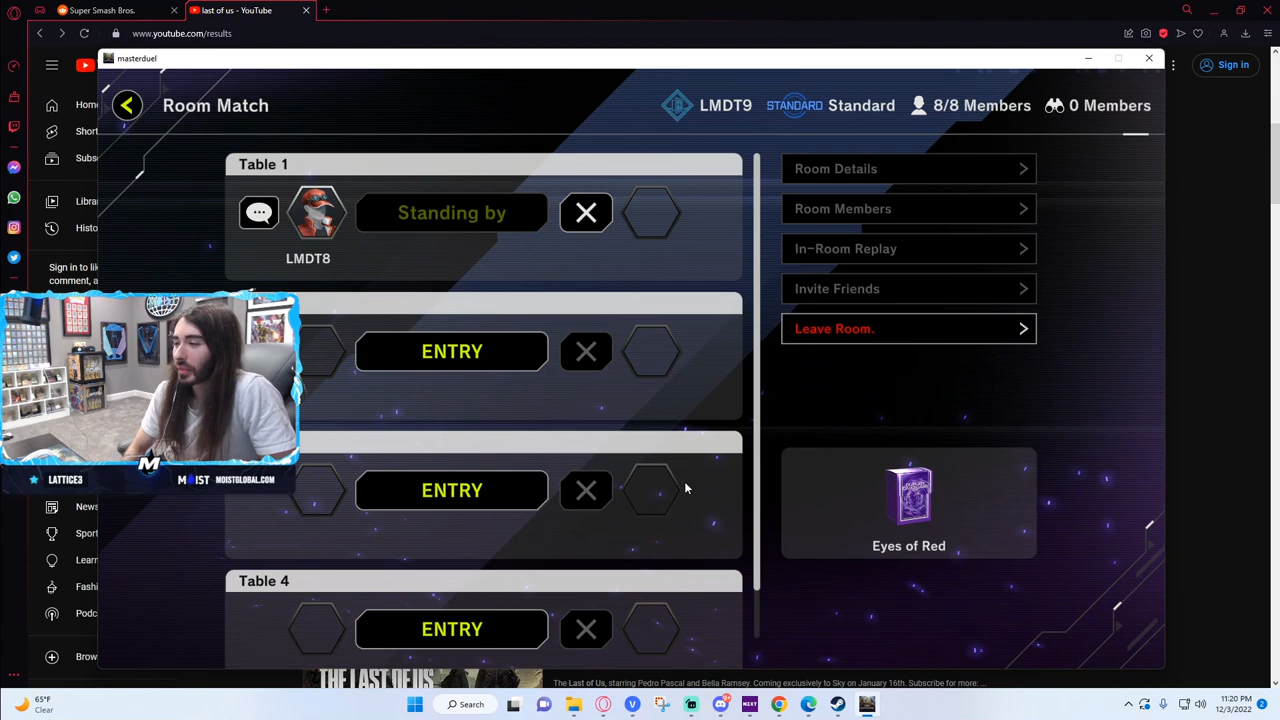 Super Smash Bros.
last of us - YouTube
www.youtube.com/results
masterduel
Sign in
Room Match
LMDT9
STANDARD Standard
8/8 Members
0 Members
Table 1
Standing by
LMDT8
ENTRY
ENTRY
Table 4
ENTRY
Room Details
Room Members
In-Room Replay
Invite Friends
Leave Room.
Eyes of Red
Home
Short
Subs
Libra
Histo
Sign in to lik
comment, a
LATTICE3
M
MOIST
MOISTGLOBAL.COM
News
Sport
Learn
Fashi
Podc
Brow
THE LAST OF US
The Last of Us, starring Pedro Pascal and Bella Ramsey. Coming exclusively to Sky on January 16th. Subscribe for more: ...
65°F
Clear
Search
NZXT
11:20 PM
12/3/2022
2